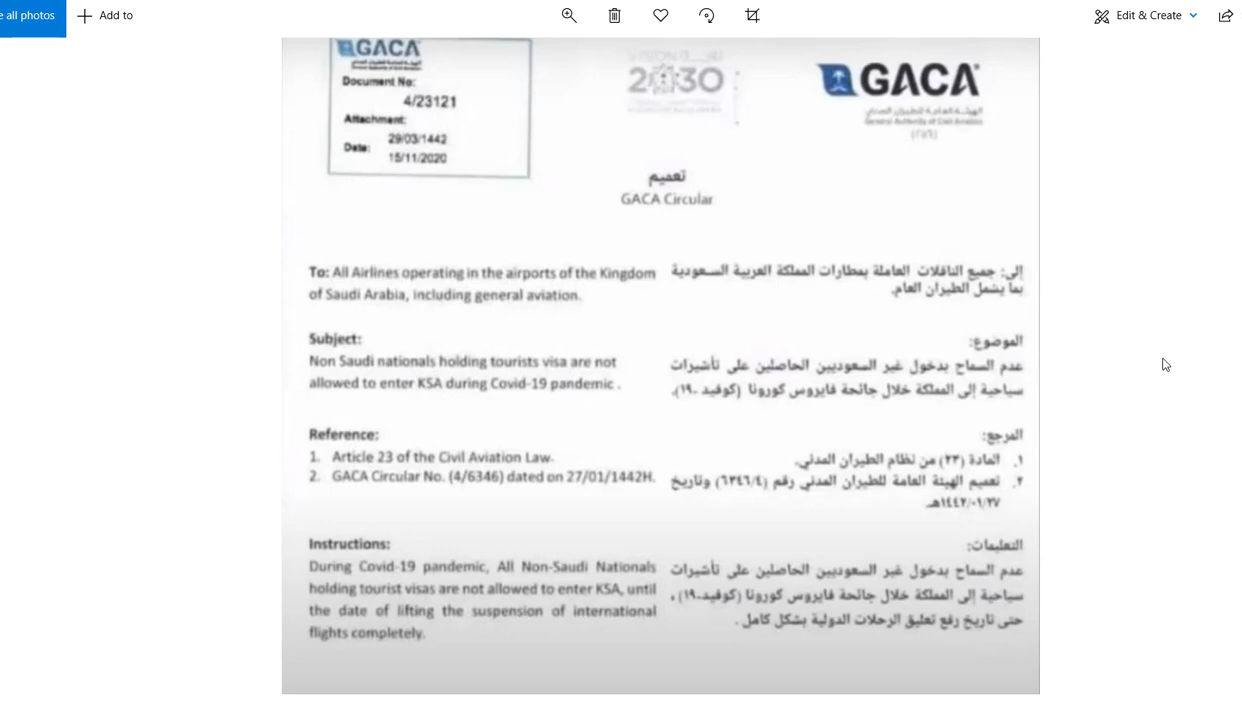 e all photos
Add to
Edit & Create
GACA
Document No:
4/23121
Attachment:
29/03/1442
Date:
15/11/2020
2030
GACA
الهيئة العامة للطيران المدني
General Authority of Civil Aviation
تعميم
GACA Circular
To: All Airlines operating in the airports of the Kingdom
of Saudi Arabia, including general aviation.
إلى: جميع الناقلات العاملة بمطارات المملكة العربية السعودية
بما يشمل الطيران العام.
Subject:
Non Saudi nationals holding tourists visa are not
allowed to enter KSA during Covid-19 pandemic .
الموضوع:
عدم السماح بدخول غير السعوديين الحاصلين على تأشيرات
سياحية إلى المملكة خلال جائحة فايروس كورونا (كوفيد -١٩).
Reference:
1. Article 23 of the Civil Aviation Law.
2. GACA Circular No. (4/6346) dated on 27/01/1442H.
المرجع:
١. المادة (٢٣) من نظام الطيران المدني.
٢. تعميم الهيئة العامة للطيران المدني رقم (٦٣٤٦/٤) وتاريخ
١٤٤٢/٠١/٢٧هـ
Instructions:
During Covid-19 pandemic, All Non-Saudi Nationals
holding tourist visas are not allowed to enter KSA, until
the date of lifting the suspension of international
flights completely.
التعليمات:
عدم السماح بدخول غير السعوديين الحاصلين على تأشيرات
سياحية إلى المملكة خلال جائحة فايروس كورونا (كوفيد-١٩) ،
حتى تاريخ رفع تعليق الرحلات الدولية بشكل كامل .